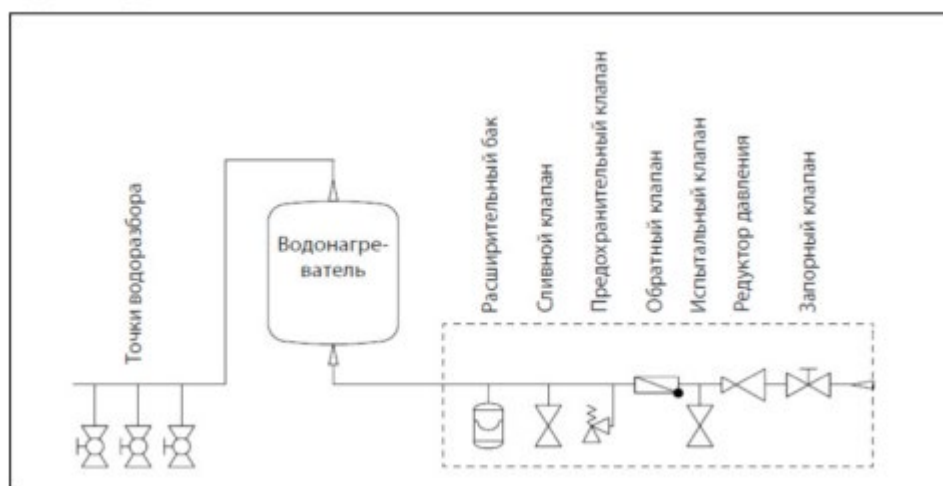 Точки водоразбора
Водонагре-
ватель
Расширительный бак
Сливной клапан
Предохранительный клапан
Обратный клапан
Испытальный клапан
Редуктор давления
Запорный клапан